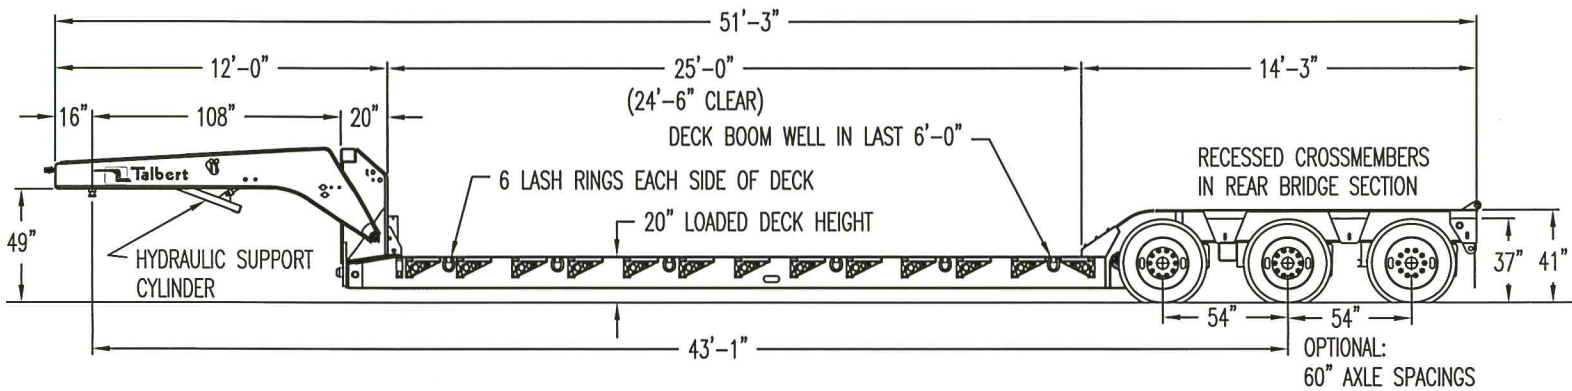 51'-3"
12'-0"
25'-0"
14'-3"
(24'-6" CLEAR)
16"
108"
20"
DECK BOOM WELL IN LAST 6'-0"
RECESSED CROSSMEMBERS
IN REAR BRIDGE SECTION
Talbert
6 LASH RINGS EACH SIDE OF DECK
20" LOADED DECK HEIGHT
49"
HYDRAULIC SUPPORT
CYLINDER
37"
41"
54"
54"
43'-1"
OPTIONAL:
60" AXLE SPACINGS